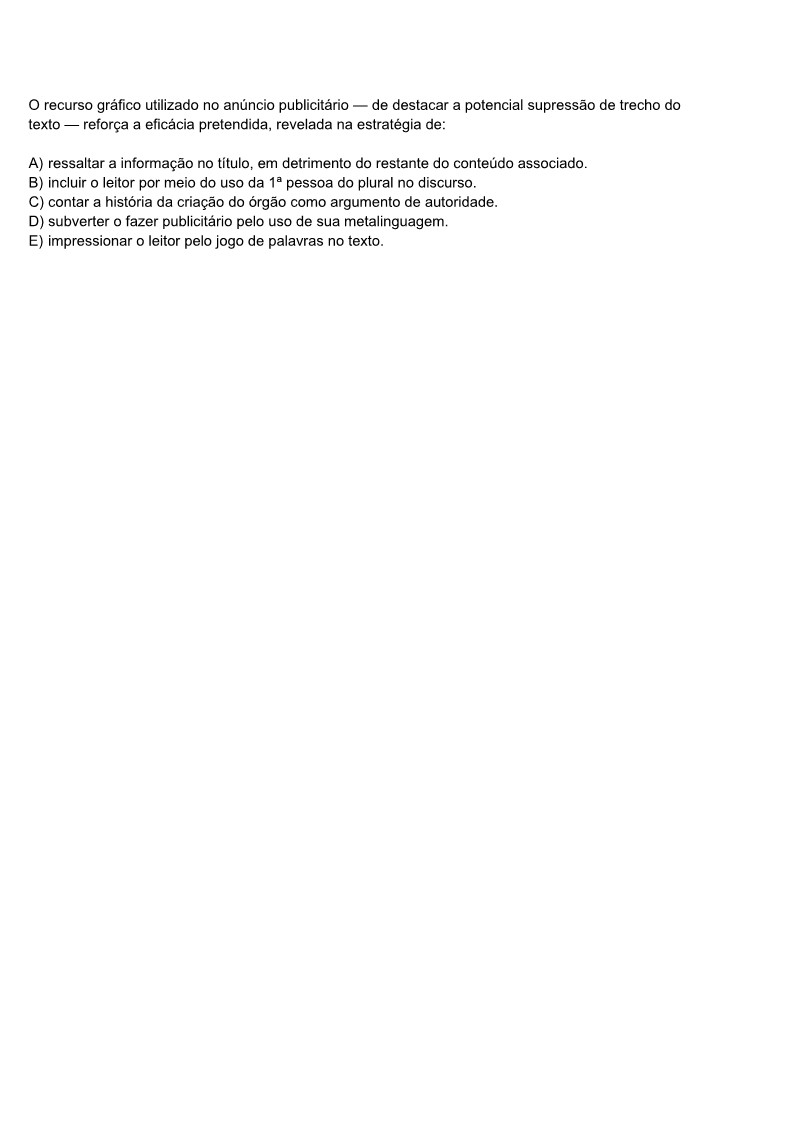 O recurso gráfico utilizado no anúncio publicitário — de destacar a potencial supressão de trecho do
texto — reforça a eficácia pretendida, revelada na estratégia de:
A) ressaltar a informação no título, em detrimento do restante do conteúdo associado.
B) incluir o leitor por meio do uso da 1ª pessoa do plural no discurso.
C) contar a história da criação do órgão como argumento de autoridade.
D) subverter o fazer publicitário pelo uso de sua metalinguagem.
E) impressionar o leitor pelo jogo de palavras no texto.